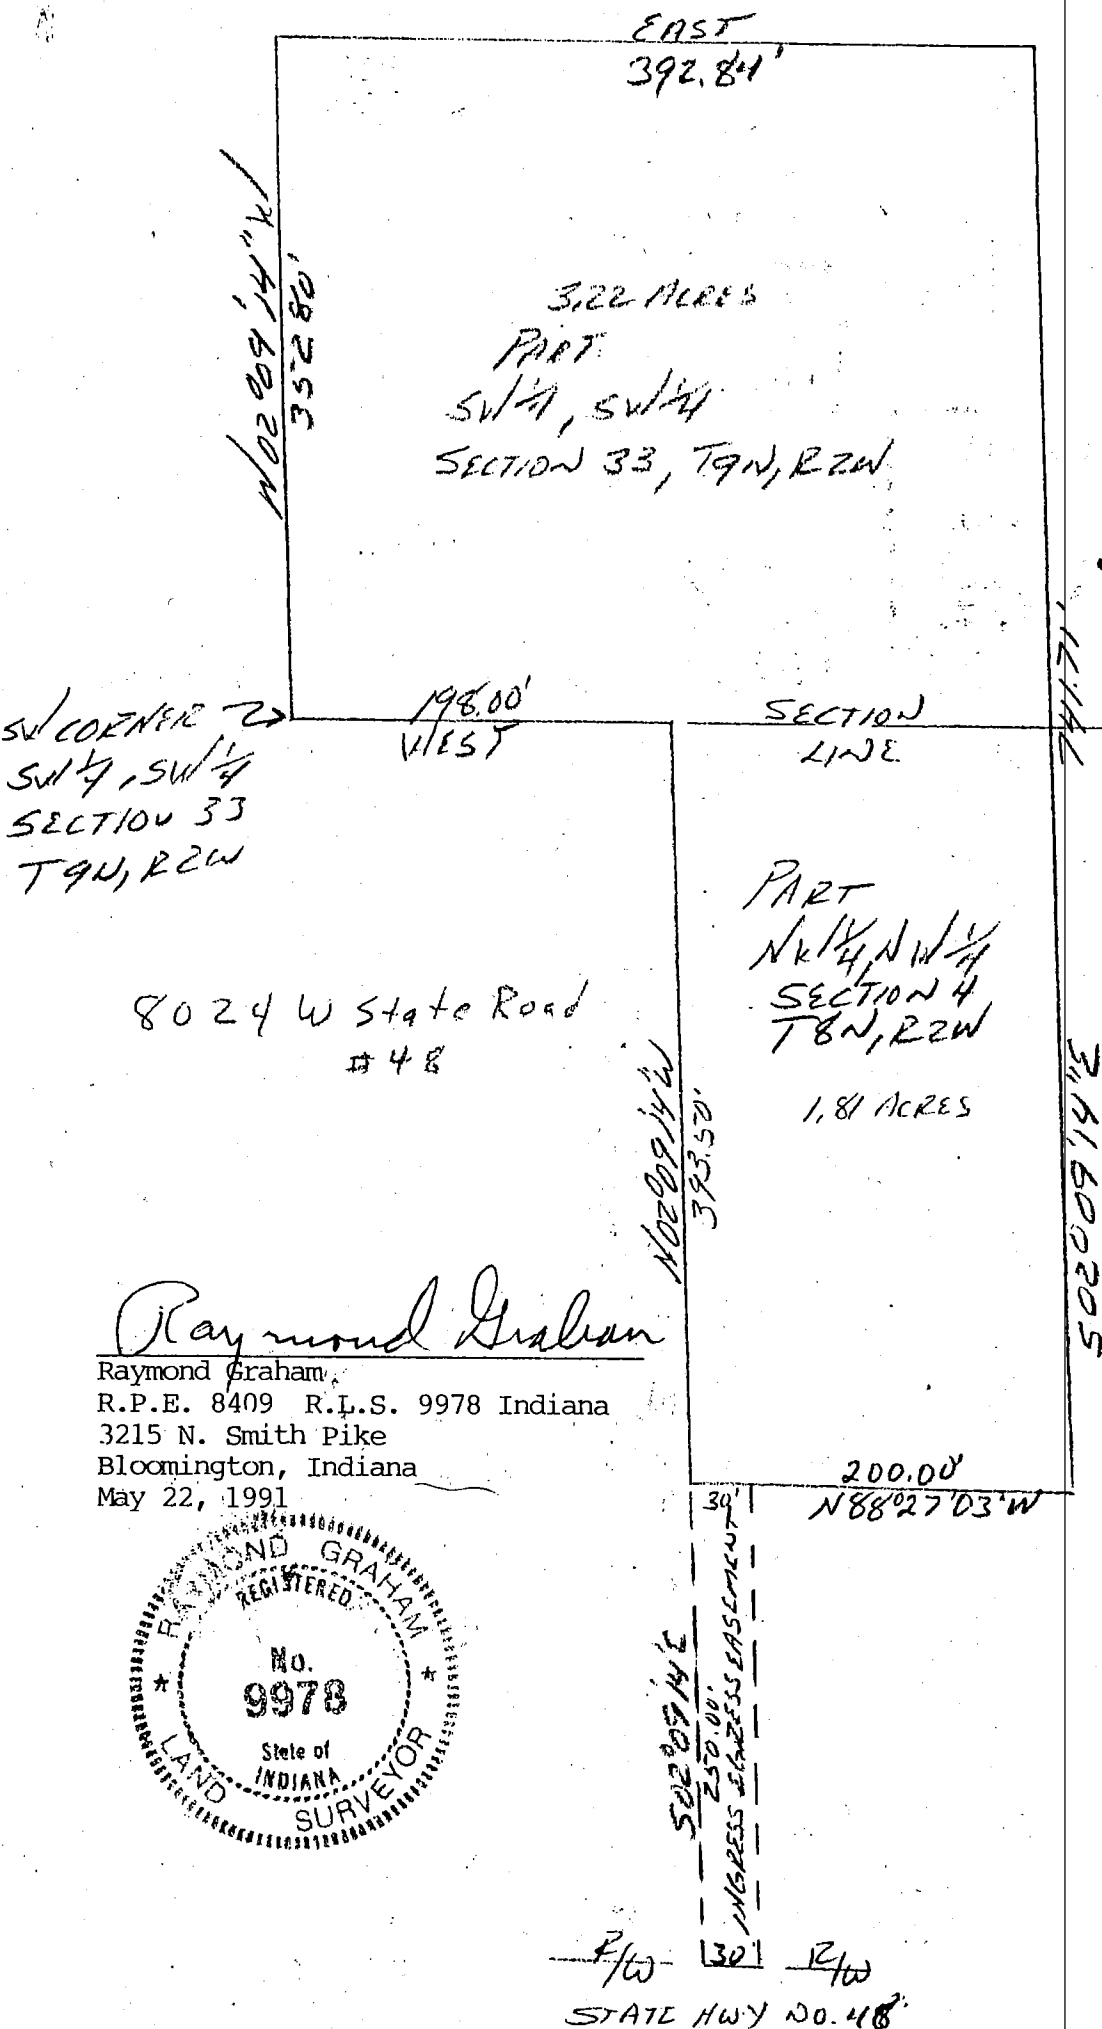 EAST
392.84'
N02°09'14"W
352.80'
3.22 ACRES
PART
SW¼, SW¼
SECTION 33, T9N, R2W
741.71'
S02°09'14"E
198.00'
WEST
SECTION
LINE
SW CORNER
SW¼, SW¼
SECTION 33
T9N, R2W
PART
NW¼, NW¼
SECTION 4
T8N, R2W
1.81 ACRES
8024 W State Road
#48
N02°09'14"W
393.50'
Raymond Graham
Raymond Graham
R.P.E. 8409 R.L.S. 9978 Indiana
3215 N. Smith Pike
Bloomington, Indiana
May 22, 1991
200.00'
N88°27'03"W
30'
RAYMOND GRAHAM
REGISTERED
No.
9978
State of
INDIANA
* LAND SURVEYOR *
S02°09'14"E
250.00'
INGRESS EGRESS EASEMENT
R/W 30' R/W
STATE HWY NO. 48